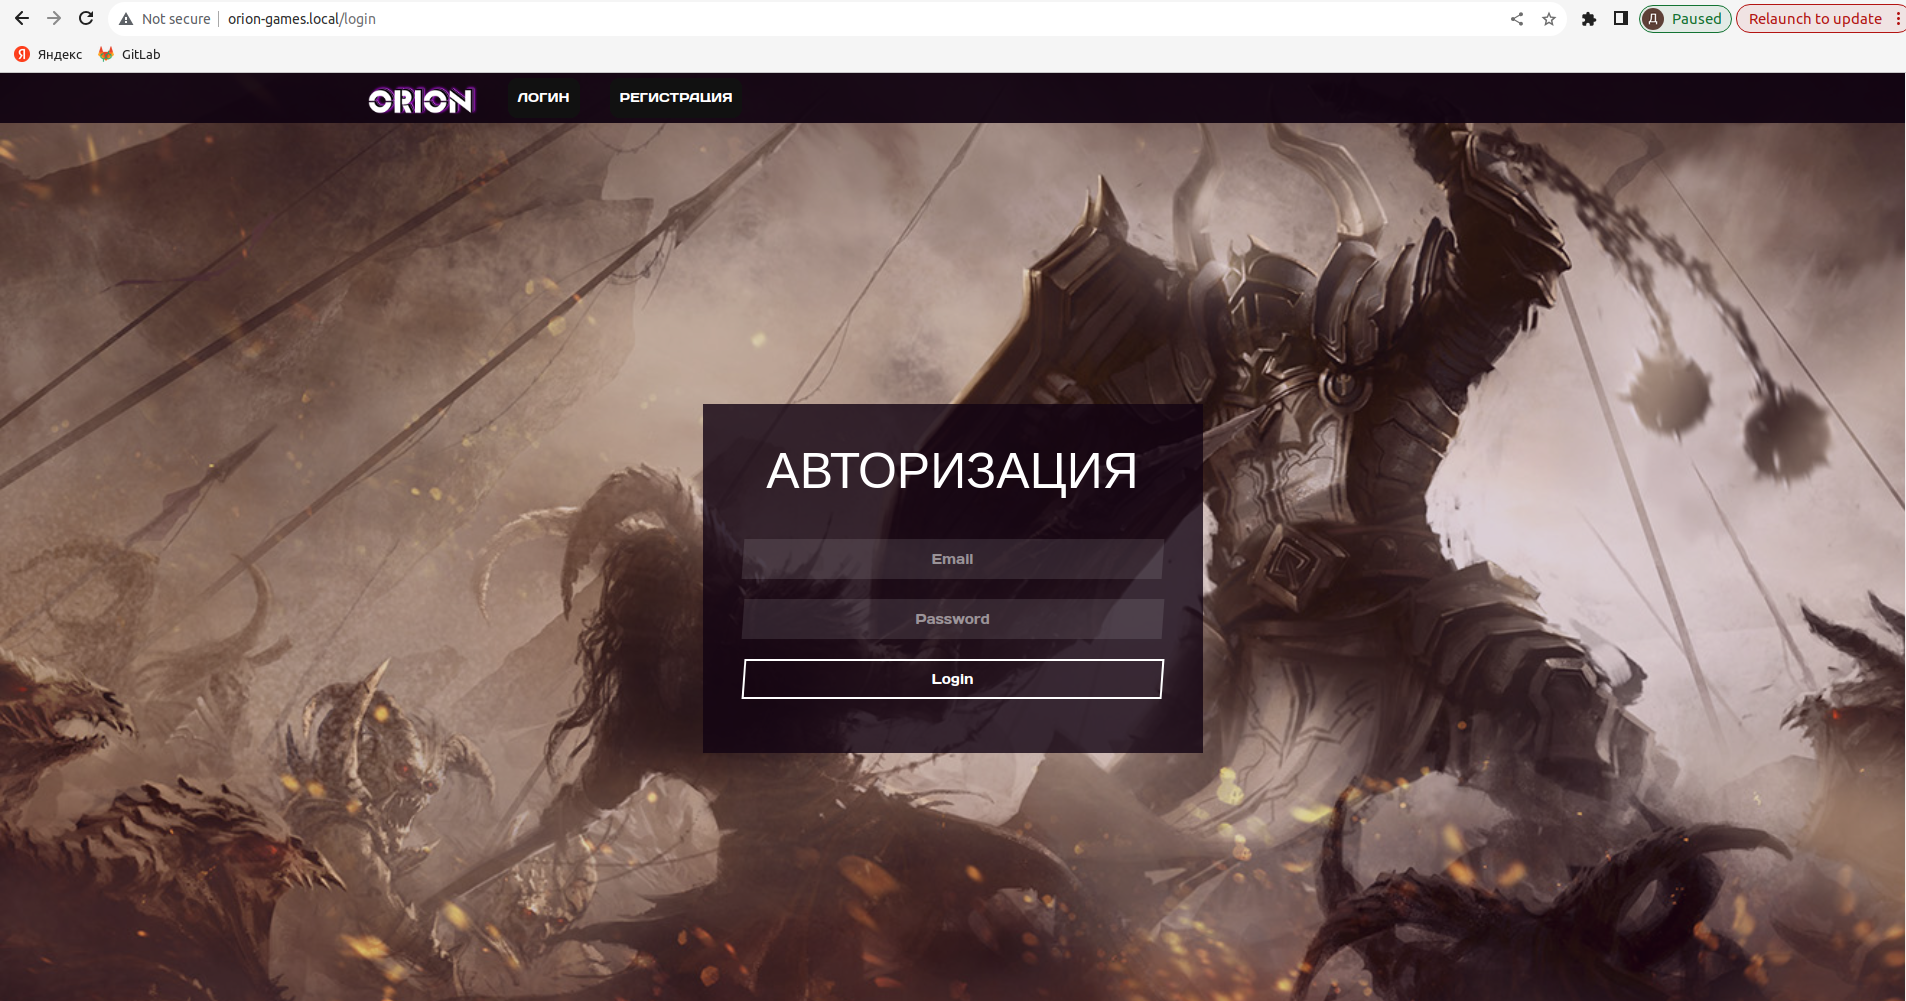 Not secure
orion-games.local/login
Д Paused
Relaunch to update
Я Яндекс
GitLab
ORION
ЛОГИН
РЕГИСТРАЦИЯ
АВТОРИЗАЦИЯ
Email
Password
Login